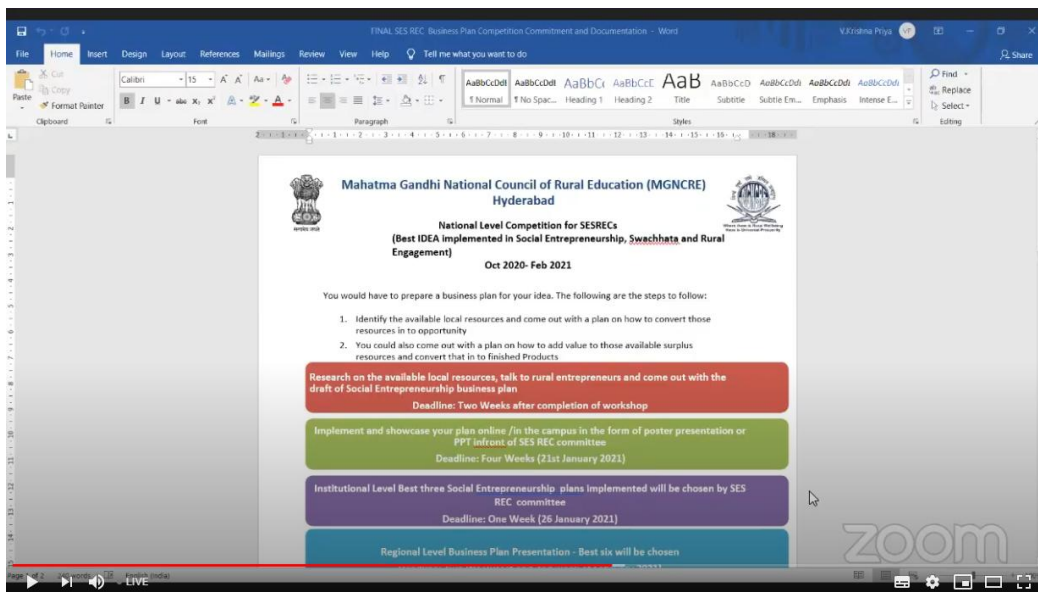 FINAL SES REC Business Plan Competition Commitment and Documentation - Word
V.Krishna Priya
VP
File Home Insert Design Layout References Mailings Review View Help Tell me what you want to do
Share
Paste
Cut
Copy
Format Painter
Clipboard
Calibri 15
Font
Paragraph
AaBbCcDdI AaBbCcDdI AaBbCc AaBbCcE AaB AaBbCcD AaBbCcDdi AaBbCcDdi AaBbCcDdi
¶ Normal ¶ No Spac... Heading 1 Heading 2 Title Subtitle Subtle Em... Emphasis Intense E...
Styles
Find
Replace
Select
Editing
Mahatma Gandhi National Council of Rural Education (MGNCRE)
Hyderabad
National Level Competition for SESRECs
(Best IDEA implemented in Social Entrepreneurship, Swachhata and Rural
Engagement)
Oct 2020- Feb 2021
You would have to prepare a business plan for your idea. The following are the steps to follow:
1. Identify the available local resources and come out with a plan on how to convert those
resources in to opportunity
2. You could also come out with a plan on how to add value to those available surplus
resources and convert that in to finished Products
Research on the available local resources, talk to rural entrepreneurs and come out with the
draft of Social Entrepreneurship business plan
Deadline: Two Weeks after completion of workshop
Implement and showcase your plan online /in the campus in the form of poster presentation or
PPT infront of SES REC committee
Deadline: Four Weeks (21st January 2021)
Institutional Level Best three Social Entrepreneurship plans implemented will be chosen by SES
REC committee
Deadline: One Week (26 January 2021)
Regional Level Business Plan Presentation - Best six will be chosen
zoom
LIVE